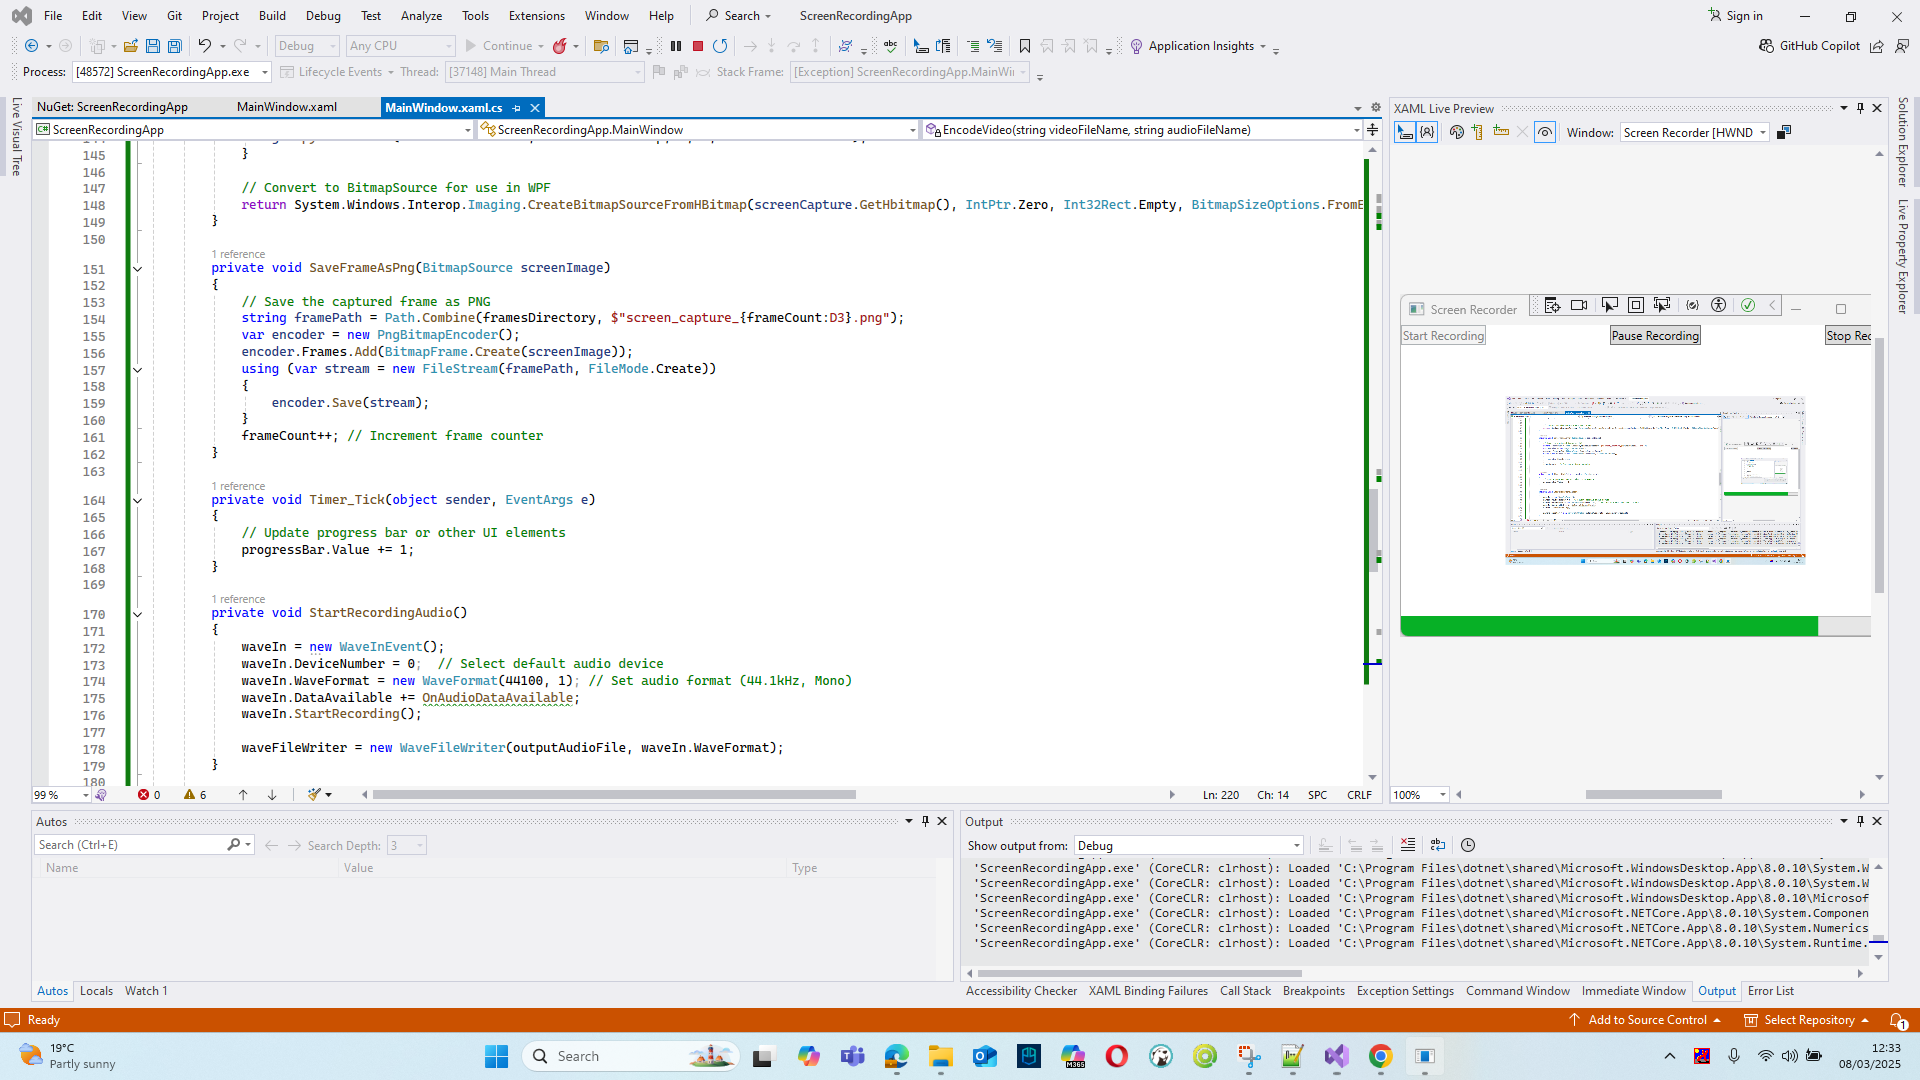 File Edit View Git Project Build Debug Test Analyze Tools Extensions Window Help Search ScreenRecordingApp Sign in
Debug Any CPU Continue Application Insights GitHub Copilot
Process: [48572] ScreenRecordingApp.exe Lifecycle Events Thread: [37148] Main Thread Stack Frame: [Exception] ScreenRecordingApp.MainWi
NuGet: ScreenRecordingApp MainWindow.xaml MainWindow.xaml.cs
ScreenRecordingApp ScreenRecordingApp.MainWindow EncodeVideo(string videoFileName, string audioFileName)
Live Visual Tree
145 }
146
147 // Convert to BitmapSource for use in WPF
148 return System.Windows.Interop.Imaging.CreateBitmapSourceFromHBitmap(screenCapture.GetHbitmap(), IntPtr.Zero, Int32Rect.Empty, BitmapSizeOptions.FromE
149 }
150
1 reference
151 private void SaveFrameAsPng(BitmapSource screenImage)
152 {
153 // Save the captured frame as PNG
154 string framePath = Path.Combine(framesDirectory, $"screen_capture_{frameCount:D3}.png");
155 var encoder = new PngBitmapEncoder();
156 encoder.Frames.Add(BitmapFrame.Create(screenImage));
157 using (var stream = new FileStream(framePath, FileMode.Create))
158 {
159 encoder.Save(stream);
160 }
161 frameCount++; // Increment frame counter
162 }
163
1 reference
164 private void Timer_Tick(object sender, EventArgs e)
165 {
166 // Update progress bar or other UI elements
167 progressBar.Value += 1;
168 }
169
1 reference
170 private void StartRecordingAudio()
171 {
172 waveIn = new WaveInEvent();
173 waveIn.DeviceNumber = 0; // Select default audio device
174 waveIn.WaveFormat = new WaveFormat(44100, 1); // Set audio format (44.1kHz, Mono)
175 waveIn.DataAvailable += OnAudioDataAvailable;
176 waveIn.StartRecording();
177
178 waveFileWriter = new WaveFileWriter(outputAudioFile, waveIn.WaveFormat);
179 }
180
99 % 0 6 Ln: 220 Ch: 14 SPC CRLF
XAML Live Preview
Window: Screen Recorder [HWND
Screen Recorder
Start Recording Pause Recording Stop Rec
100%
Solution Explorer
Live Property Explorer
Autos
Search (Ctrl+E) Search Depth: 3
Name Value Type
Autos Locals Watch 1
Output
Show output from: Debug
'ScreenRecordingApp.exe' (CoreCLR: clrhost): Loaded 'C:\Program Files\dotnet\shared\Microsoft.WindowsDesktop.App\8.0.10\System.W
'ScreenRecordingApp.exe' (CoreCLR: clrhost): Loaded 'C:\Program Files\dotnet\shared\Microsoft.WindowsDesktop.App\8.0.10\System.W
'ScreenRecordingApp.exe' (CoreCLR: clrhost): Loaded 'C:\Program Files\dotnet\shared\Microsoft.WindowsDesktop.App\8.0.10\Microsof
'ScreenRecordingApp.exe' (CoreCLR: clrhost): Loaded 'C:\Program Files\dotnet\shared\Microsoft.NETCore.App\8.0.10\System.Componen
'ScreenRecordingApp.exe' (CoreCLR: clrhost): Loaded 'C:\Program Files\dotnet\shared\Microsoft.NETCore.App\8.0.10\System.Numerics
'ScreenRecordingApp.exe' (CoreCLR: clrhost): Loaded 'C:\Program Files\dotnet\shared\Microsoft.NETCore.App\8.0.10\System.Runtime.
Accessibility Checker XAML Binding Failures Call Stack Breakpoints Exception Settings Command Window Immediate Window Output Error List
Ready Add to Source Control Select Repository 1
19°C
Partly sunny
Search
M365
12:33
08/03/2025